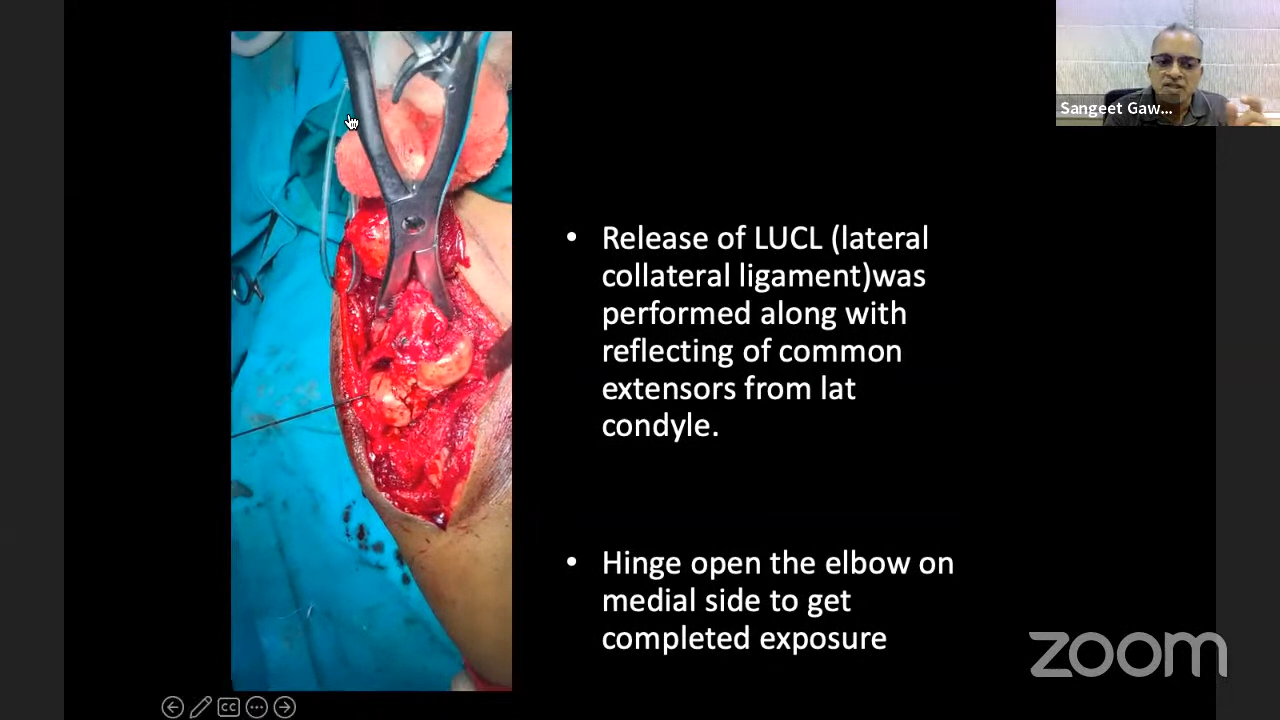 Sangeet Gaw...
• Release of LUCL (lateral
collateral ligament)was
performed along with
reflecting of common
extensors from lat
condyle.
• Hinge open the elbow on
medial side to get
completed exposure
zoom
CC